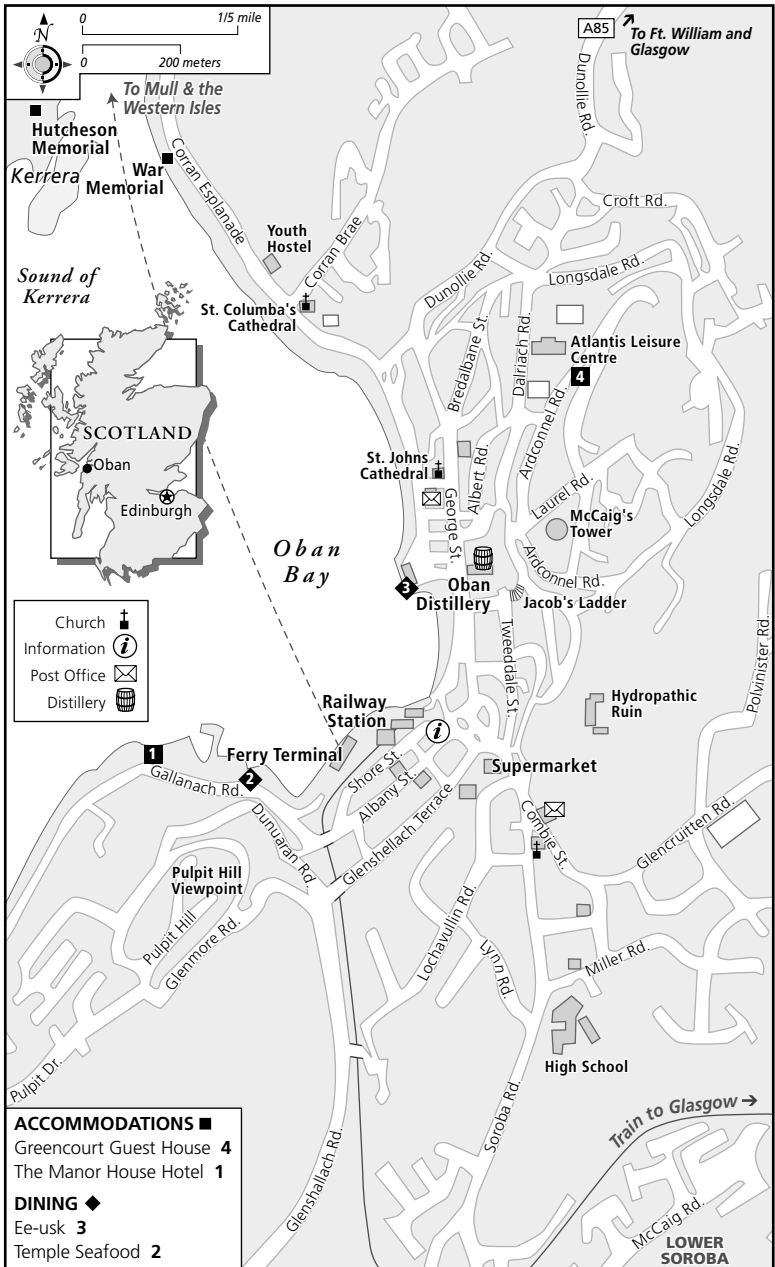 N
0
1/5 mile
0
200 meters
A85
To Ft. William and
Glasgow
To Mull & the
Western Isles
Dunollie Rd.
Hutcheson
Memorial
Kerrera
War
Memorial
Corran Esplanade
Croft Rd.
Youth
Hostel
Corran Brae
Sound of
Kerrera
Dunollie Rd.
Longsdale Rd.
St. Columba's
Cathedral
Bredalbane St.
Dalriach Rd.
Atlantis Leisure
Centre
4
SCOTLAND
Oban
Edinburgh
St. Johns
Cathedral
Albert Rd.
Ardconnel Rd.
Laurel Rd.
Longsdale Rd.
George St.
McCaig's
Tower
Oban
Bay
Ardconnel Rd.
3
Oban
Distillery
Jacob's Ladder
Church
Information
i
Post Office
Distillery
Tweeddale St.
Polvinister Rd.
Railway
Station
i
Hydropathic
Ruin
1
Ferry Terminal
2
Gallanach Rd.
Shore St.
Albany St.
Supermarket
Dunuaran Rd
Glenshellach Terrace
Combie St.
Glencruitten Rd.
Pulpit Hill
Viewpoint
Pulpit Hill
Glenmore Rd.
Lochavullin Rd.
Lynn Rd.
Miller Rd.
High School
Pulpit Dr.
Soroba Rd.
Train to Glasgow
Glenshallach Rd.
McCaig Rd.
LOWER
SOROBA
ACCOMMODATIONS
Greencourt Guest House 4
The Manor House Hotel 1
DINING
Ee-usk 3
Temple Seafood 2